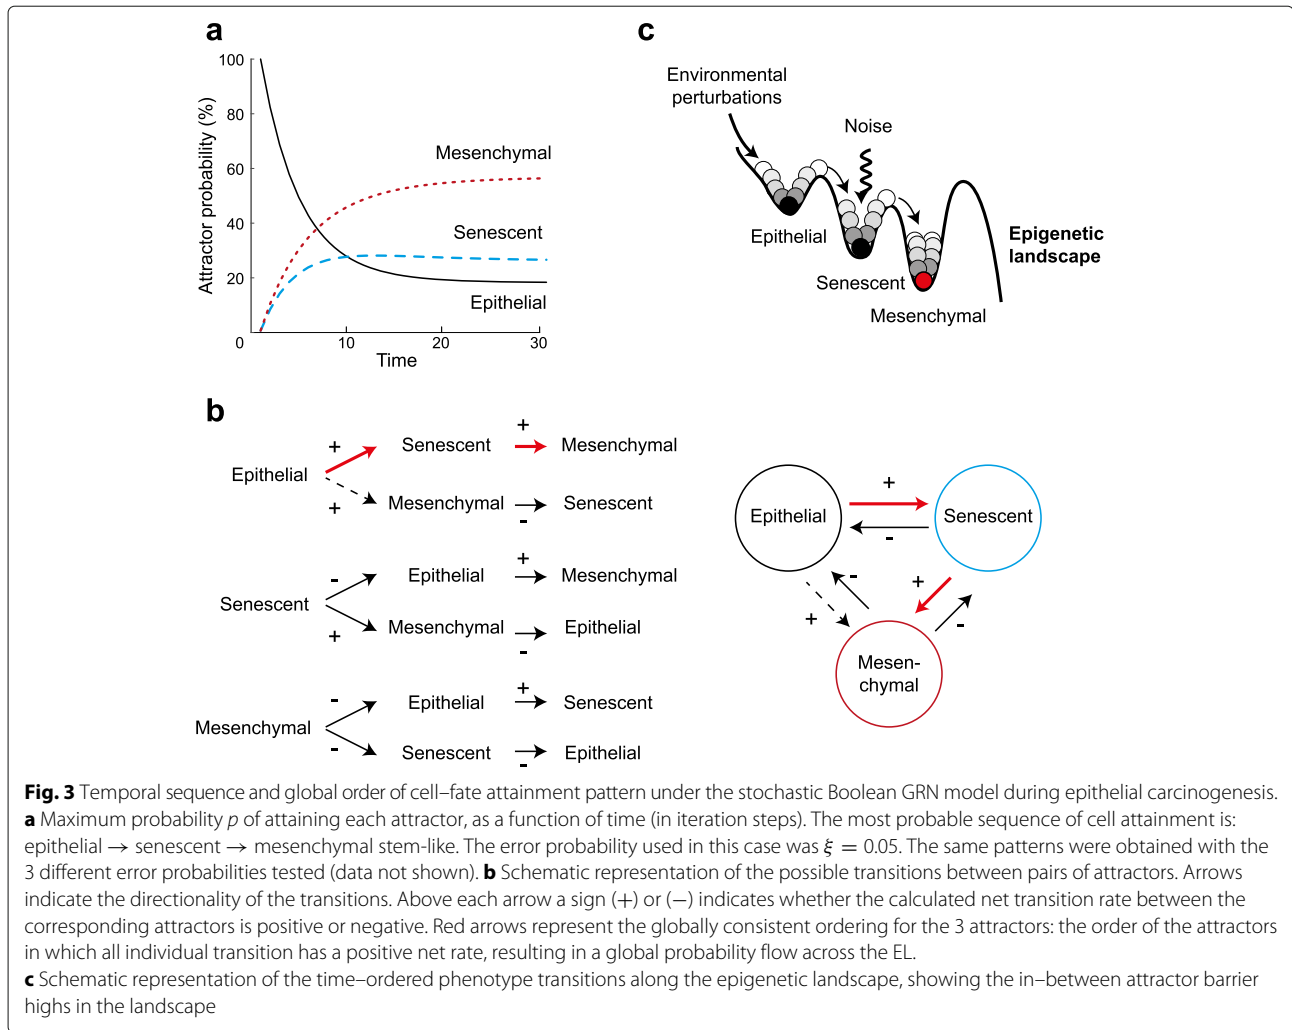 a
100
80
60
40
20
0
10
20
30
Attractor probability (%)
Time
Mesenchymal
Senescent
Epithelial
c
Environmental
perturbations
Noise
Epithelial
Senescent
Mesenchymal
Epigenetic
landscape
b
Epithelial
+
Senescent
+
Mesenchymal
+
Mesenchymal
-
Senescent
Senescent
-
Epithelial
+
Mesenchymal
+
Mesenchymal
-
Epithelial
Mesenchymal
-
Epithelial
+
Senescent
-
Senescent
-
Epithelial
Epithelial
+
-
Senescent
-
+
+
-
Mesen-
chymal
Fig. 3 Temporal sequence and global order of cell–fate attainment pattern under the stochastic Boolean GRN model during epithelial carcinogenesis.
a Maximum probability p of attaining each attractor, as a function of time (in iteration steps). The most probable sequence of cell attainment is:
epithelial → senescent → mesenchymal stem-like. The error probability used in this case was ξ = 0.05. The same patterns were obtained with the
3 different error probabilities tested (data not shown). b Schematic representation of the possible transitions between pairs of attractors. Arrows
indicate the directionality of the transitions. Above each arrow a sign (+) or (−) indicates whether the calculated net transition rate between the
corresponding attractors is positive or negative. Red arrows represent the globally consistent ordering for the 3 attractors: the order of the attractors
in which all individual transition has a positive net rate, resulting in a global probability flow across the EL.
c Schematic representation of the time–ordered phenotype transitions along the epigenetic landscape, showing the in–between attractor barrier
highs in the landscape